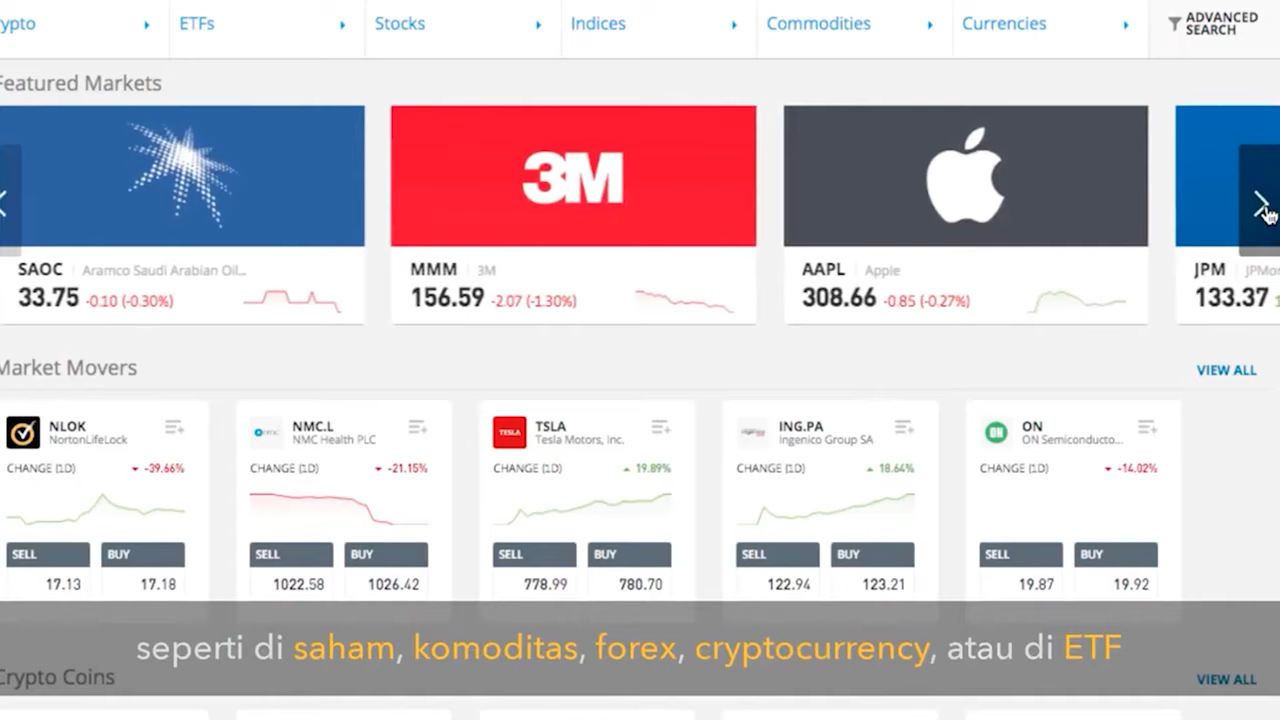 ypto ETFs Stocks Indices Commodities Currencies ADVANCED SEARCH
Featured Markets
3M
SAOC Aramco Saudi Arabian Oil...
33.75 -0.10 (-0.30%)
MMM 3M
156.59 -2.07 (-1.30%)
AAPL Apple
308.66 -0.85 (-0.27%)
JPM JPMor
133.37
Market Movers VIEW ALL
NLOK
NortonLifeLock
CHANGE (1D) -39.66%
SELL BUY
17.13 17.18
NMC.L
NMC Health PLC
CHANGE (1D) -21.15%
SELL BUY
1022.58 1026.42
TESLA
TSLA
Tesla Motors, Inc.
CHANGE (1D) 19.89%
SELL BUY
778.99 780.70
ING.PA
Ingenico Group SA
CHANGE (1D) 18.64%
SELL BUY
122.94 123.21
ON
ON Semiconducto...
CHANGE (1D) -14.02%
SELL BUY
19.87 19.92
seperti di saham, komoditas, forex, cryptocurrency, atau di ETF
Crypto Coins VIEW ALL